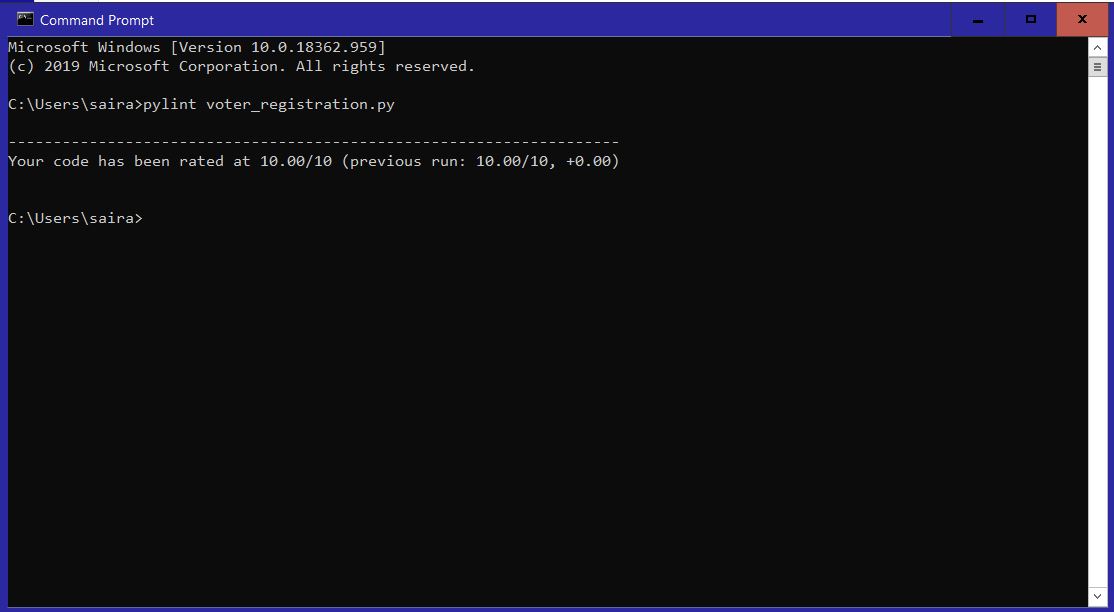 Command Prompt
Microsoft Windows [Version 10.0.18362.959]
(c) 2019 Microsoft Corporation. All rights reserved.
C:\Users\saira>pylint voter_registration.py
--------------------------------------------------------------------
Your code has been rated at 10.00/10 (previous run: 10.00/10, +0.00)
C:\Users\saira>